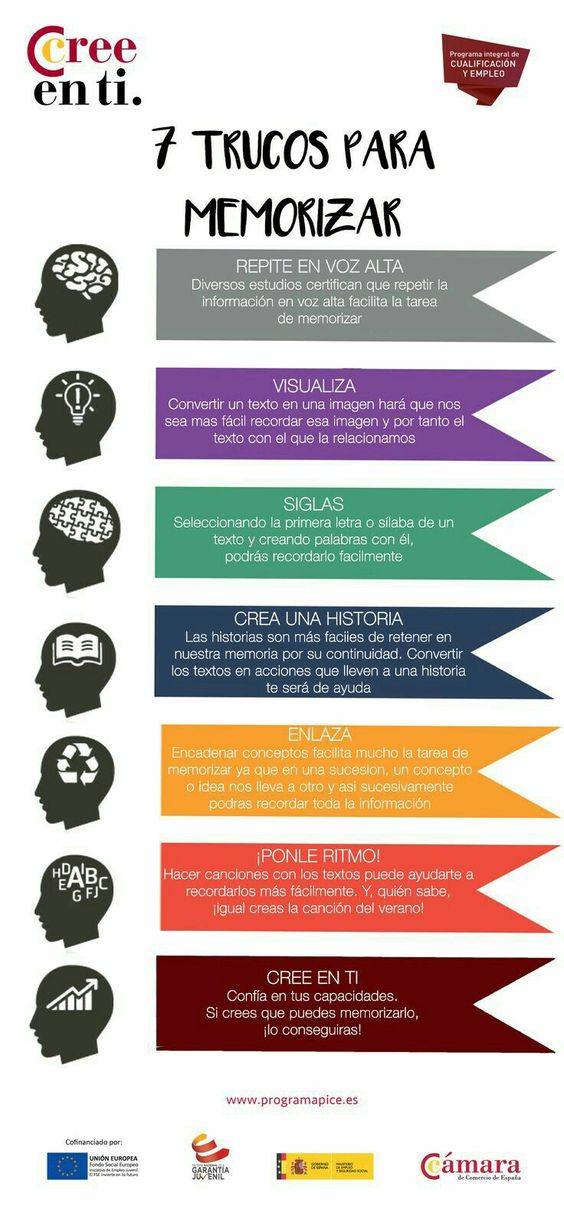 Cree
en ti.
Programa integral de
CUALIFICACIÓN
Y EMPLEO
7 TRUCOS PARA
MEMORIZAR
REPITE EN VOZ ALTA
Diversos estudios certifican que repetir la
información en voz alta facilita la tarea
de memorizar
VISUALIZA
Convertir un texto en una imagen hará que nos
sea mas fácil recordar esa imagen y por tanto el
texto con el que la relacionamos
SIGLAS
Seleccionando la primera letra o sílaba de un
texto y creando palabras con él,
podrás recordarlo facilmente
CREA UNA HISTORIA
Las historias son más faciles de retener en
nuestra memoria por su continuidad. Convertir
los textos en acciones que lleven a una historia
te será de ayuda
ENLAZA
Encadenar conceptos facilita mucho la tarea de
memorizar ya que en una sucesion, un concepto
o idea nos lleva a otro y asi sucesivamente
podras recordar toda la información
HDA'BC
EGFJ
¡PONLE RITMO!
Hacer canciones con los textos puede ayudarte a
recordarlos más fácilmente. Y, quién sabe,
¡igual creas la canción del verano!
CREE EN TI
Confía en tus capacidades.
Si crees que puedes memorizarlo,
¡lo conseguiras!
www.programapice.es
Cofinanciado por:
UNIÓN EUROPEA
Fondo Social Europeo
Iniciativa de Empleo Juvenil
El FSE invierte en tu futuro
GARANTÍA
JUVENIL
GOBIERNO
DE ESPAÑA
MINISTERIO
DE EMPLEO
Y SEGURIDAD SOCIAL
Cámara
de Comercio de España